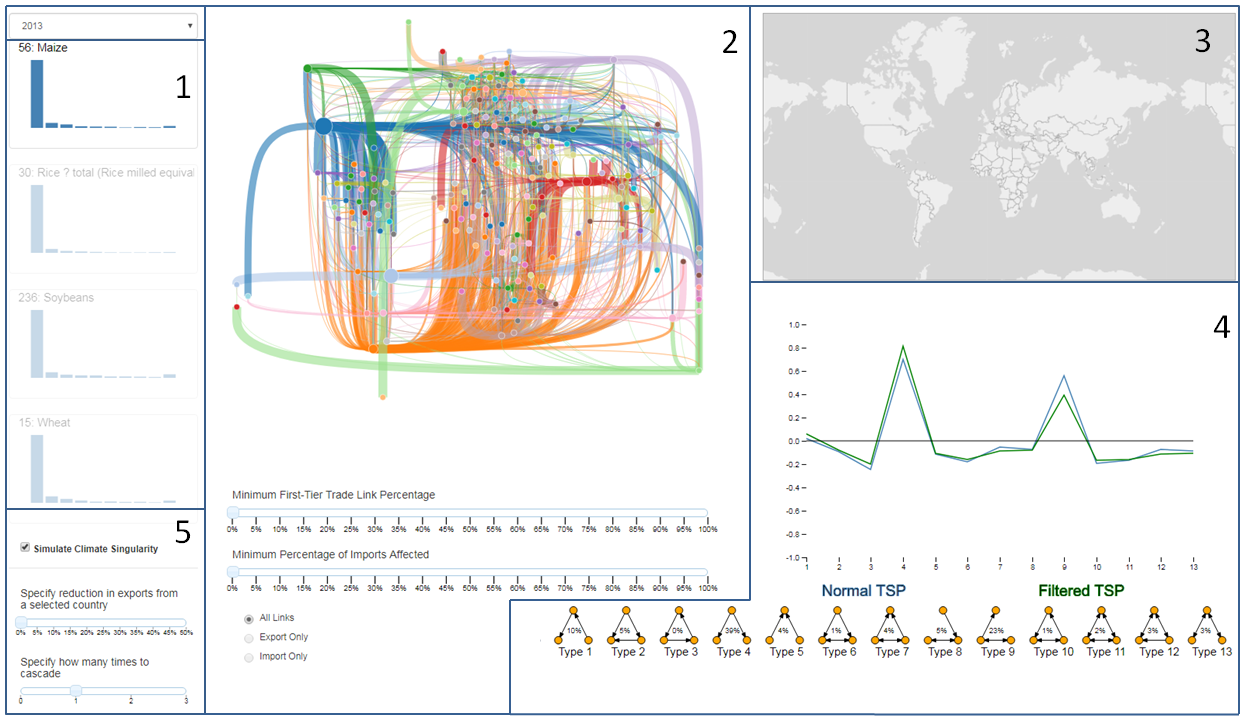 2013
56: Maize
1
30: Rice ? total (Rice milled equival
236: Soybeans
15: Wheat
5
Simulate Climate Singularity
Specify reduction in exports from
a selected country
0% 5% 10% 15% 20% 25% 30% 35% 40% 45% 50%
Specify how many times to
cascade
0 1 2 3
2
Minimum First-Tier Trade Link Percentage
0% 5% 10% 15% 20% 25% 30% 35% 40% 45% 50% 55% 60% 65% 70% 75% 80% 85% 90% 95% 100%
Minimum Percentage of Imports Affected
0% 5% 10% 15% 20% 25% 30% 35% 40% 45% 50% 55% 60% 65% 70% 75% 80% 85% 90% 95% 100%
All Links
Export Only
Import Only
3
4
1.0
0.8
0.6
0.4
0.2
0.0
-0.2
-0.4
-0.6
-0.8
-1.0
1 2 3 4 5 6 7 8 9 10 11 12 13
Normal TSP Filtered TSP
10% 5% 0% 39% 4% 1% 4% 5% 23% 1% 2% 3% 3%
Type 1 Type 2 Type 3 Type 4 Type 5 Type 6 Type 7 Type 8 Type 9 Type 10 Type 11 Type 12 Type 13